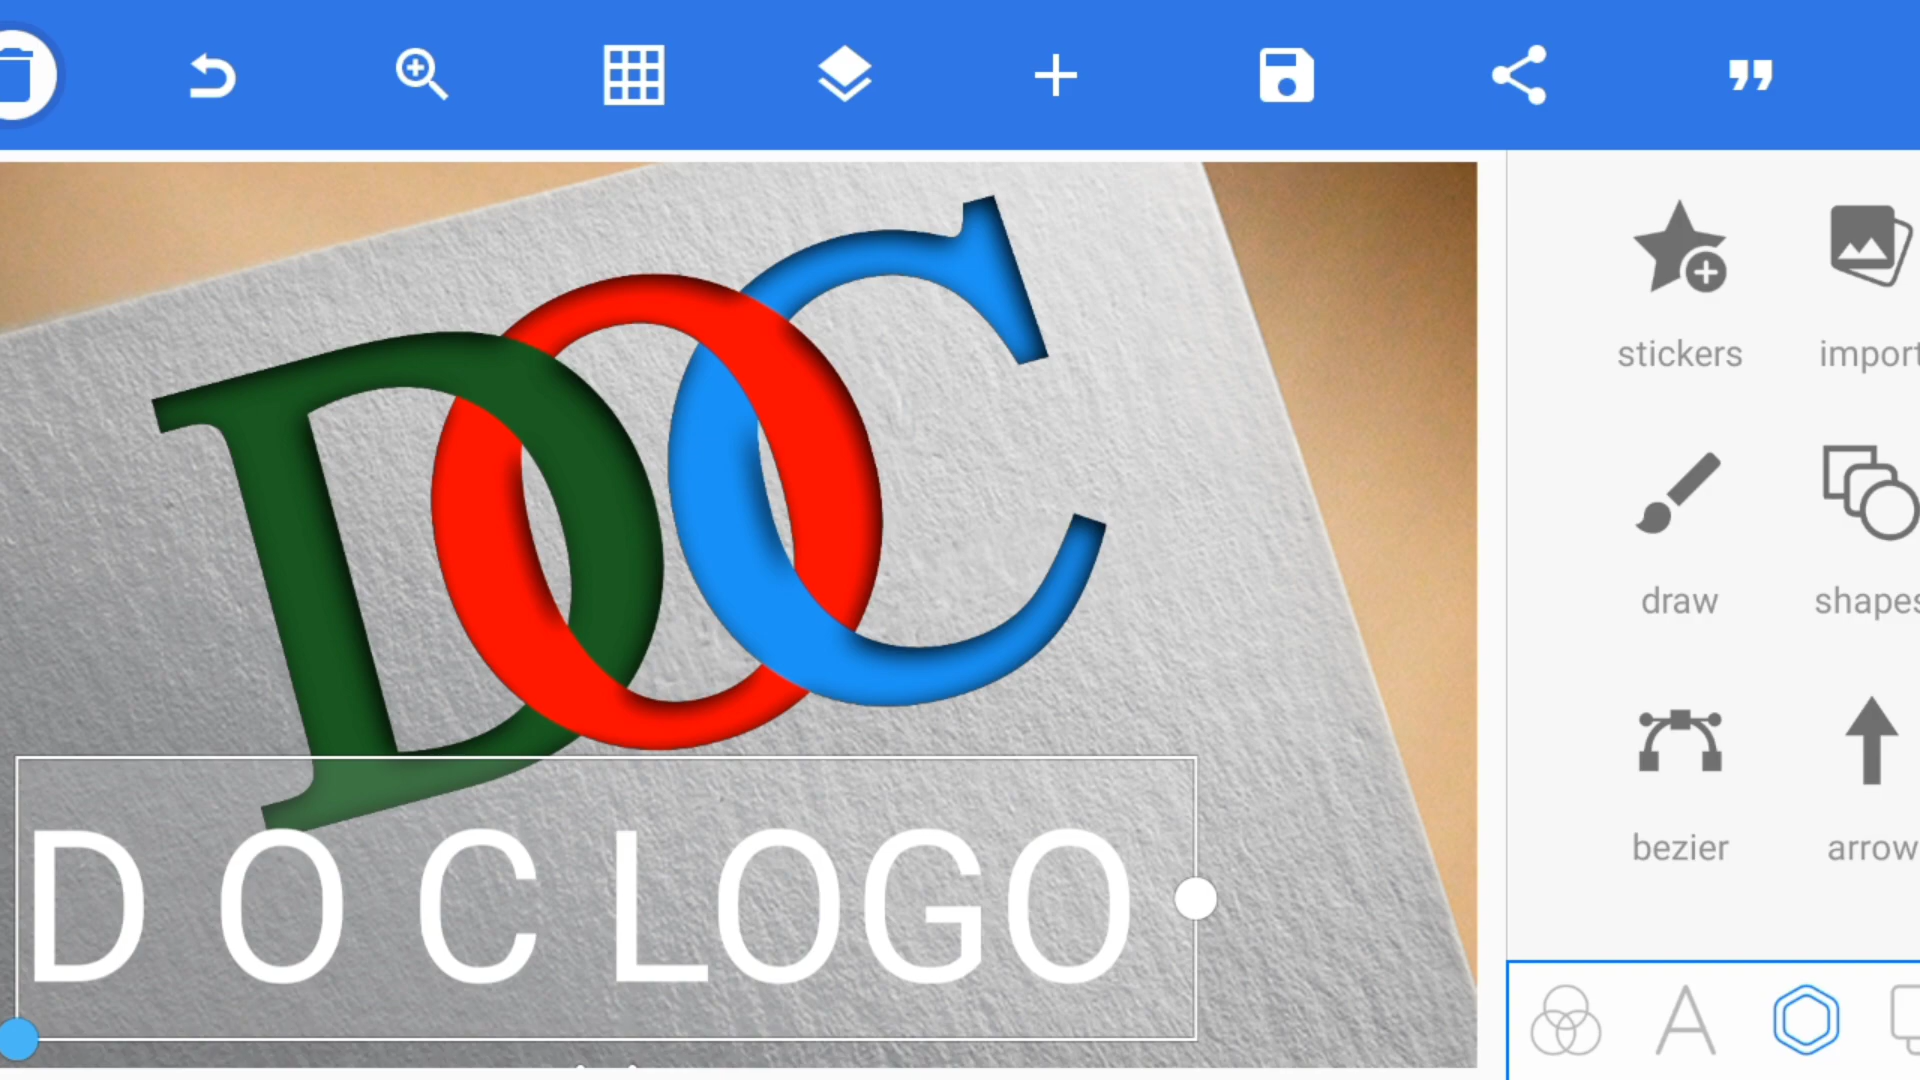 DOC
D O C LOGO
stickers
import
draw
shapes
bezier
arrow